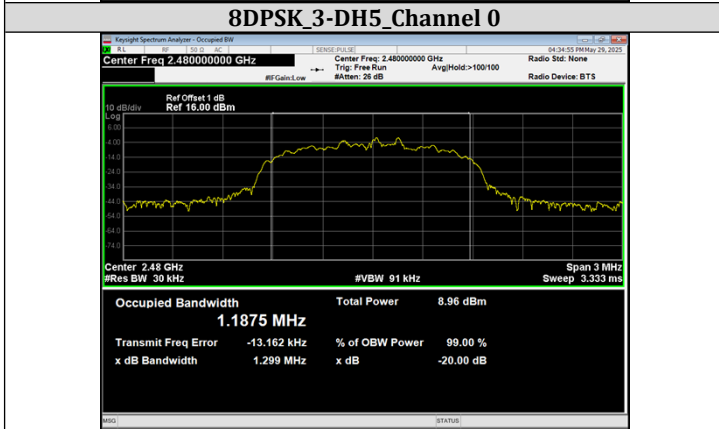 8DPSK_3-DH5_Channel 0
Keysight Spectrum Analyzer - Occupied BW
RL RF 50 Ω AC SENSE:PULSE 04:34:55 PM May 29, 2025
Center Freq 2.480000000 GHz Center Freq: 2.480000000 GHz Radio Std: None
Trig: Free Run Avg|Hold:>100/100
#IFGain:Low #Atten: 26 dB Radio Device: BTS
Ref Offset 1 dB
10 dB/div Ref 16.00 dBm
Log
6.00
-4.00
-14.0
-24.0
-34.0
-44.0
-54.0
-64.0
-74.0
Center 2.48 GHz Span 3 MHz
#Res BW 30 kHz #VBW 91 kHz Sweep 3.333 ms
Occupied Bandwidth Total Power 8.96 dBm
1.1875 MHz
Transmit Freq Error -13.162 kHz % of OBW Power 99.00 %
x dB Bandwidth 1.299 MHz x dB -20.00 dB
MSG STATUS